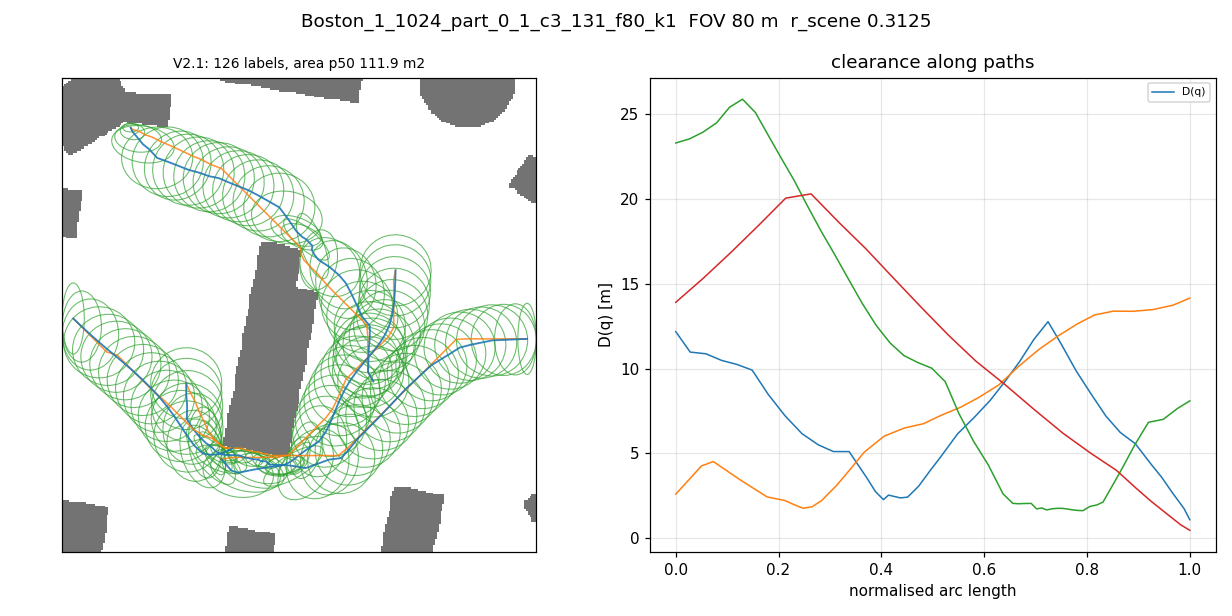 Boston_1_1024_part_0_1_c3_131_f80_k1 FOV 80 m r_scene 0.3125
V2.1: 126 labels, area p50 111.9 m2
clearance along paths
D(q)
25
20
15
10
5
0
D(q) [m]
0.0 0.2 0.4 0.6 0.8 1.0
normalised arc length